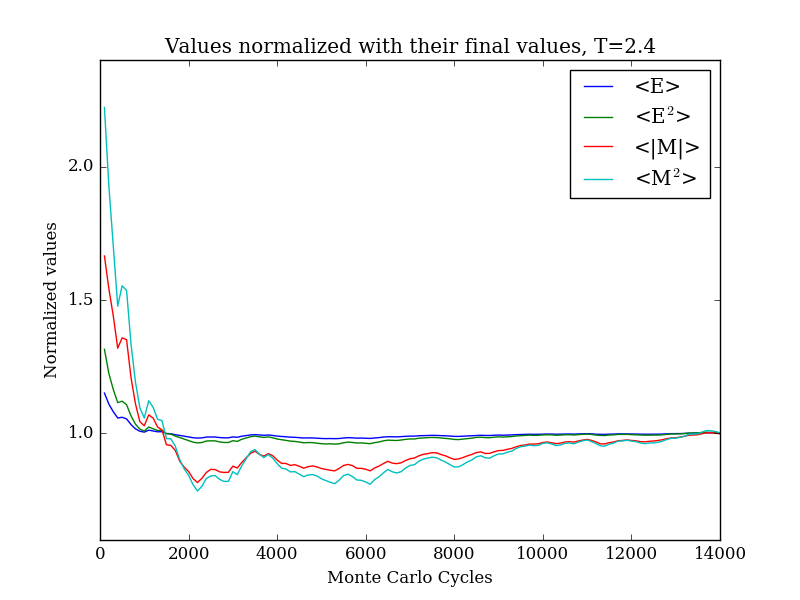 Values normalized with their final values, T=2.4
<E>
<E²>
<|M|>
<M²>
2.0
1.5
1.0
Normalized values
0 2000 4000 6000 8000 10000 12000 14000
Monte Carlo Cycles